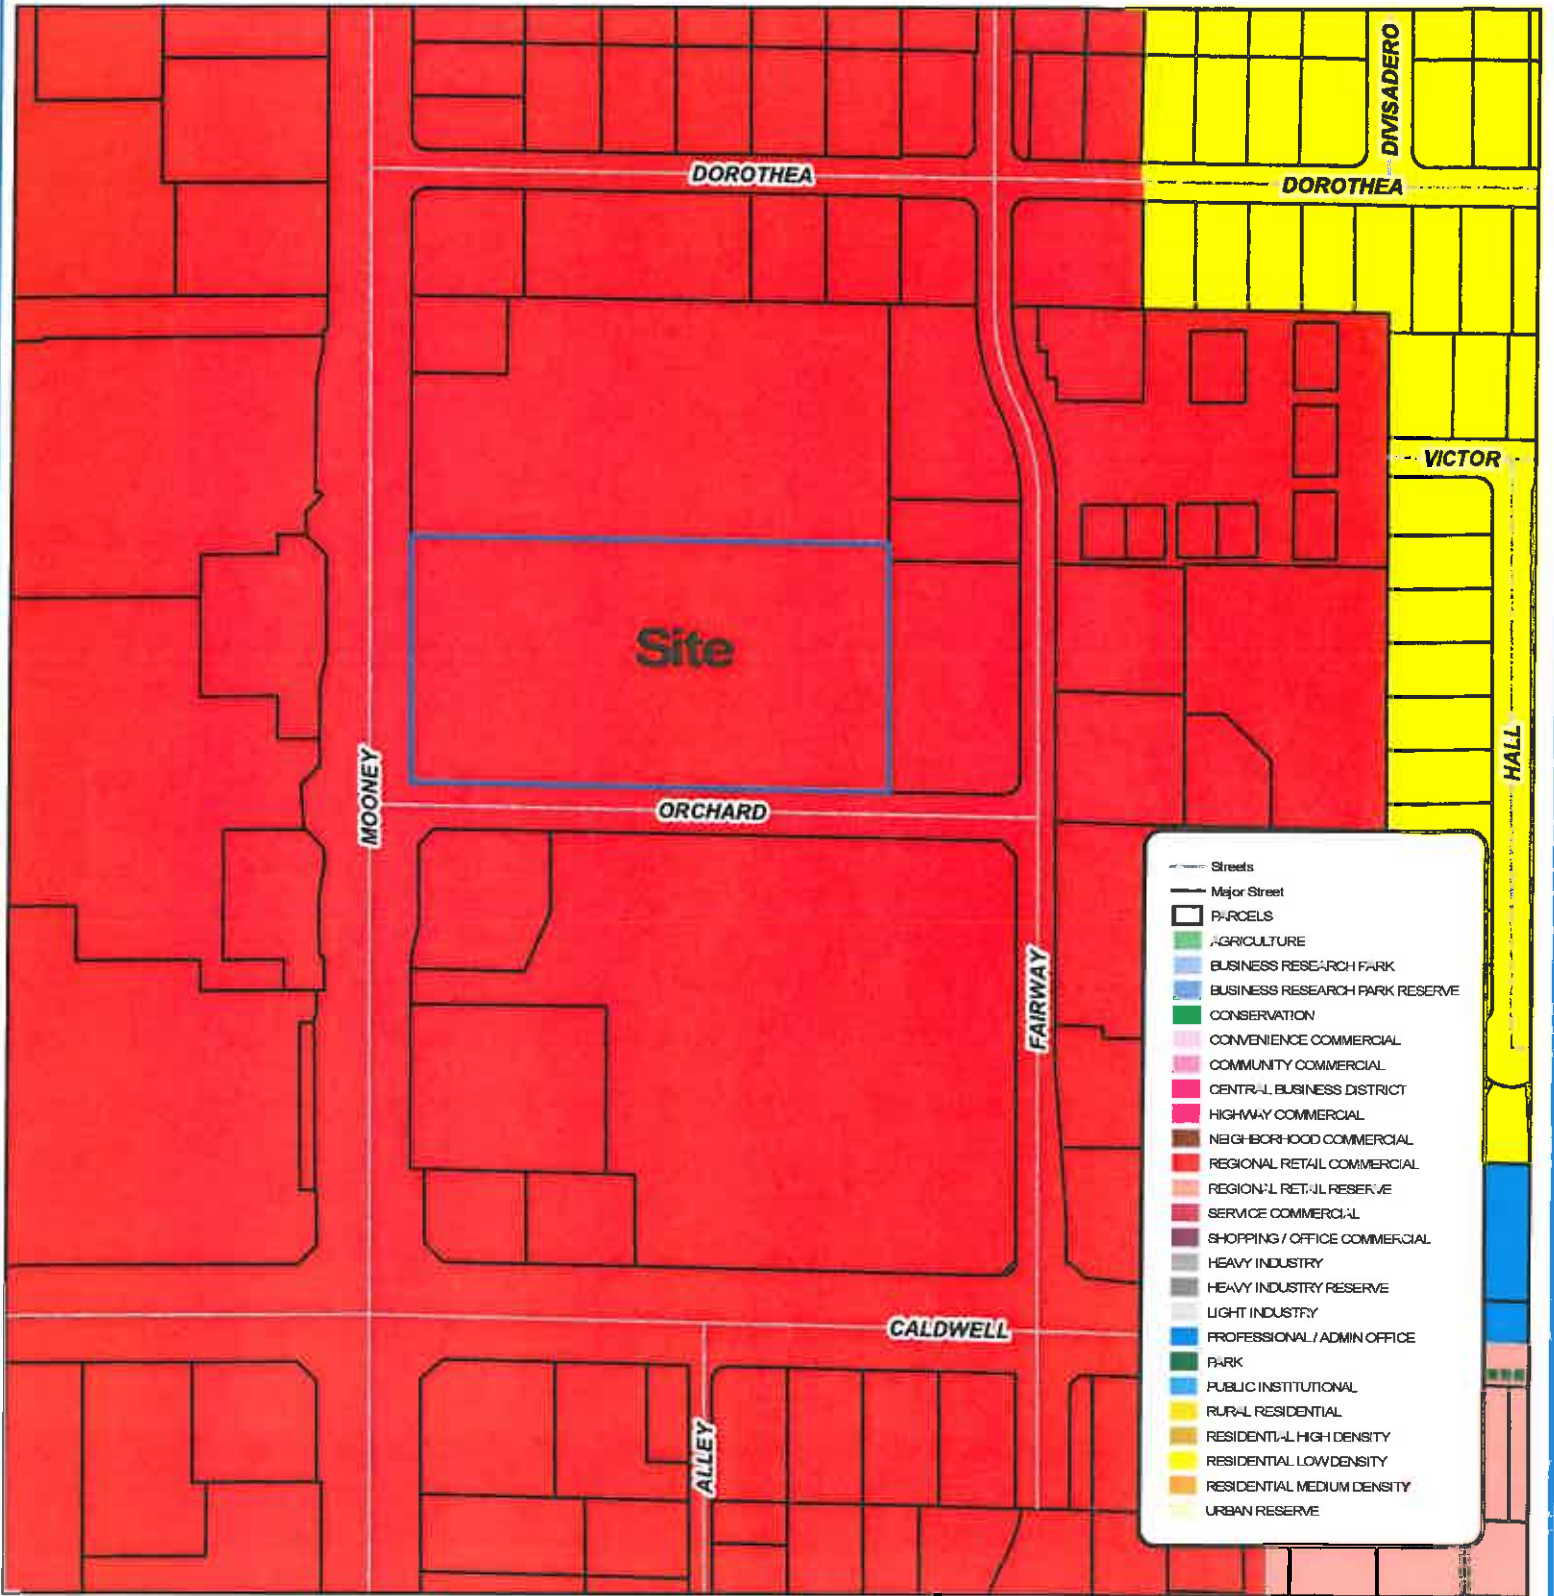 DIVISADERO
DOROTHEA
DOROTHEA
VICTOR
Site
HALL
MOONEY
ORCHARD
FAIRWAY
CALDWELL
ALLEY
Streets
Major Street
PARCELS
AGRICULTURE
BUSINESS RESEARCH PARK
BUSINESS RESEARCH PARK RESERVE
CONSERVATION
CONVENIENCE COMMERCIAL
COMMUNITY COMMERCIAL
CENTRAL BUSINESS DISTRICT
HIGHWAY COMMERCIAL
NEIGHBORHOOD COMMERCIAL
REGIONAL RETAIL COMMERCIAL
REGIONAL RETAIL RESERVE
SERVICE COMMERCIAL
SHOPPING / OFFICE COMMERCIAL
HEAVY INDUSTRY
HEAVY INDUSTRY RESERVE
LIGHT INDUSTRY
PROFESSIONAL / ADMIN OFFICE
PARK
PUBLIC INSTITUTIONAL
RURAL RESIDENTIAL
RESIDENTIAL HIGH DENSITY
RESIDENTIAL LOW DENSITY
RESIDENTIAL MEDIUM DENSITY
URBAN RESERVE